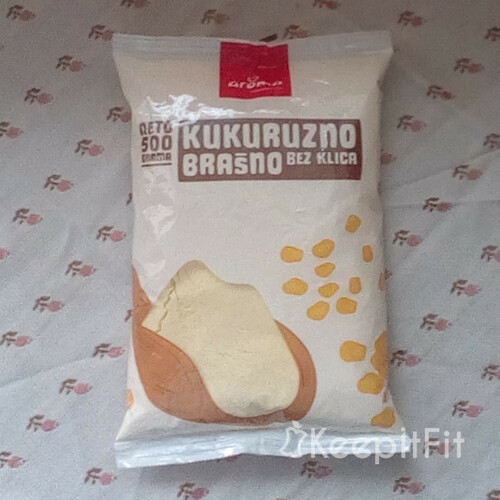 aroma
NETO
500
GRAMA
KUKURUZNO
BRAŠNO BEZ KLICA
KeepitFit